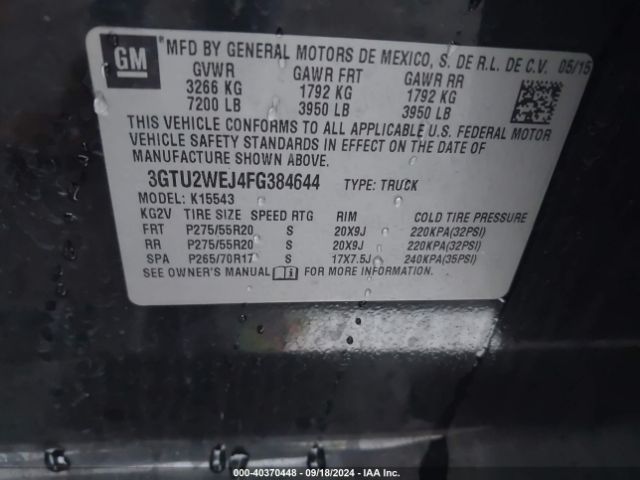 GM MFD BY GENERAL MOTORS DE MEXICO, S. DE R.L. DE C.V. 05/15
GVWR GAWR FRT GAWR RR
3266 KG 1792 KG 1792 KG
7200 LB 3950 LB 3950 LB
THIS VEHICLE CONFORMS TO ALL APPLICABLE U.S. FEDERAL MOTOR
VEHICLE SAFETY STANDARDS IN EFFECT ON THE DATE OF
MANUFACTURE SHOWN ABOVE.
3GTU2WEJ4FG384644 TYPE: TRUCK
MODEL: K15543
KG2V TIRE SIZE SPEED RTG RIM COLD TIRE PRESSURE
FRT P275/55R20 S 20X9J 220KPA(32PSI)
RR P275/55R20 S 20X9J 220KPA(32PSI)
SPA P265/70R17 S 17X7.5J 240KPA(35PSI)
SEE OWNER'S MANUAL FOR MORE INFORMATION.
000-40370448 - 09/18/2024 - IAA Inc.